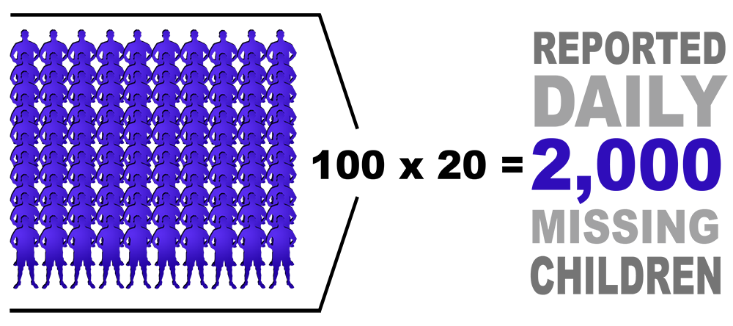 100 x 20 =
REPORTED
DAILY
2,000
MISSING
CHILDREN